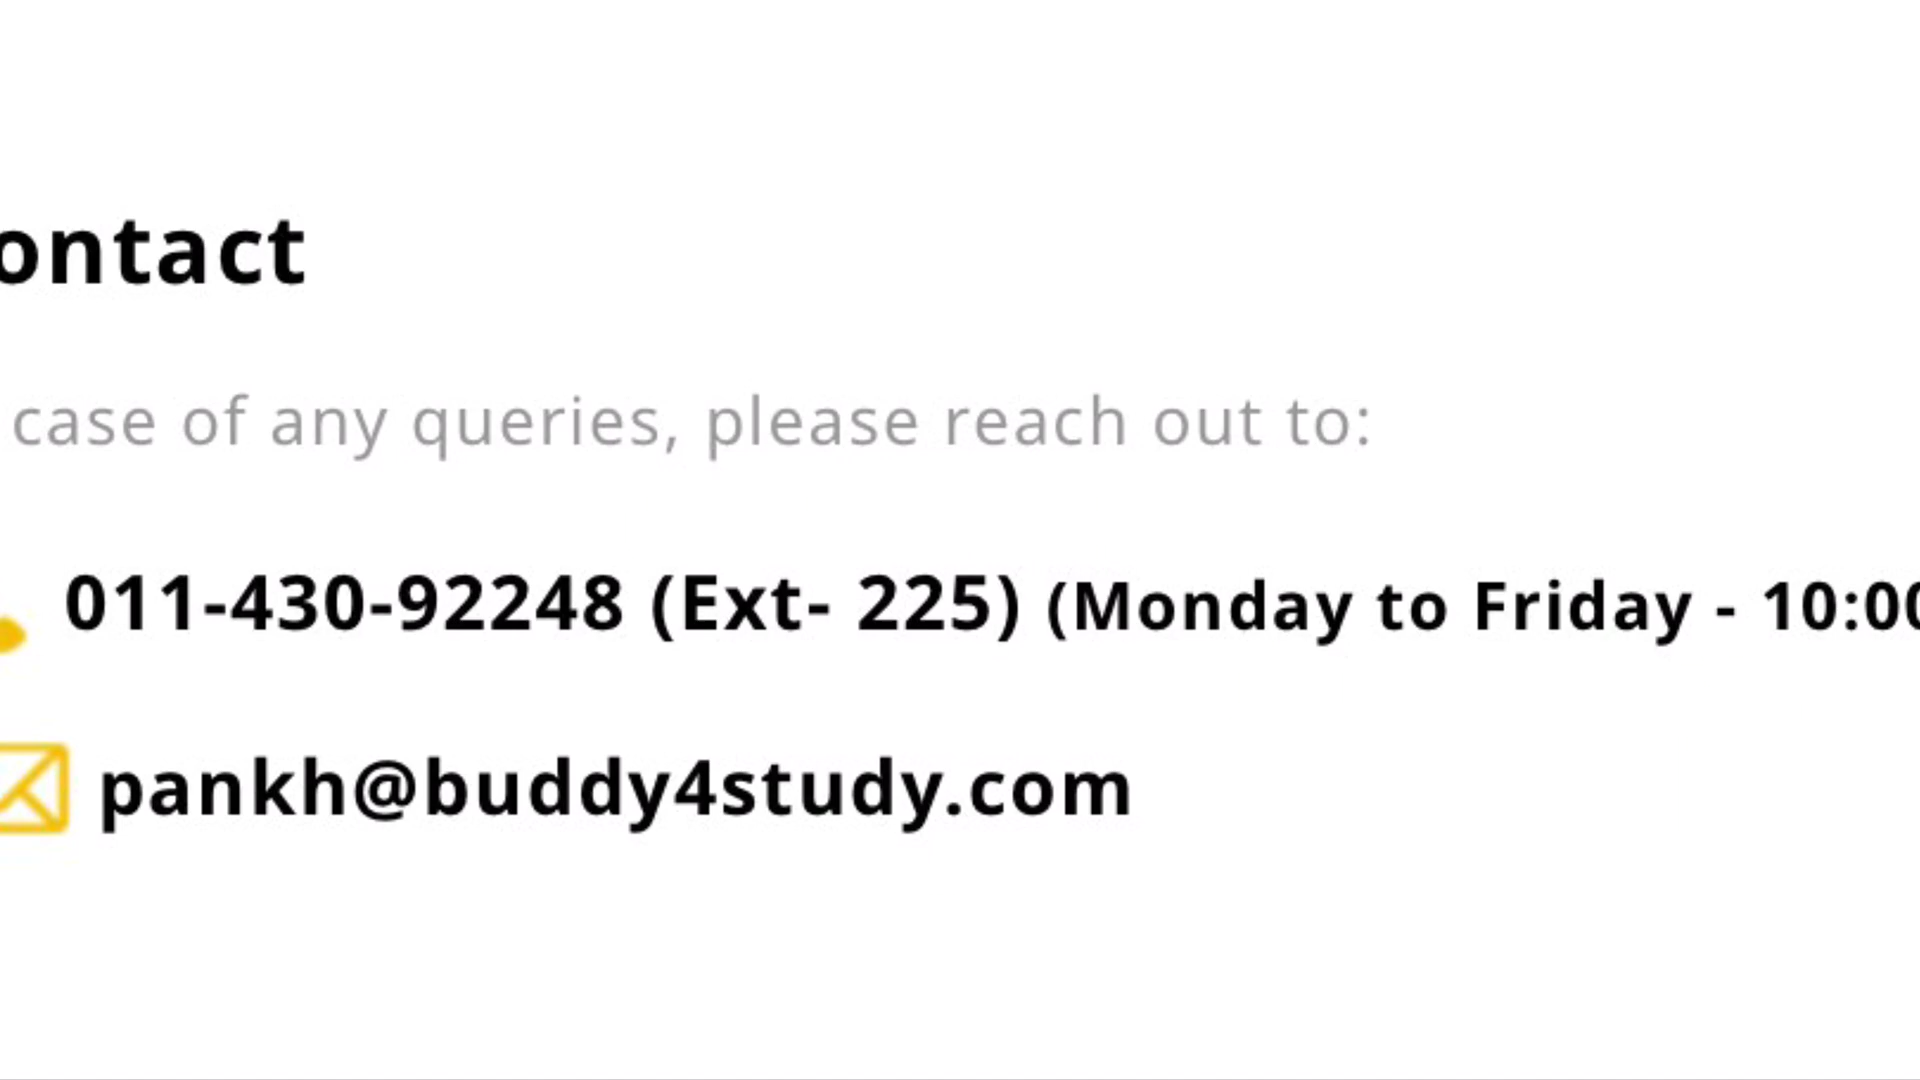 ontact
case of any queries, please reach out to:
011-430-92248 (Ext- 225) (Monday to Friday - 10:00
pankh@buddy4study.com